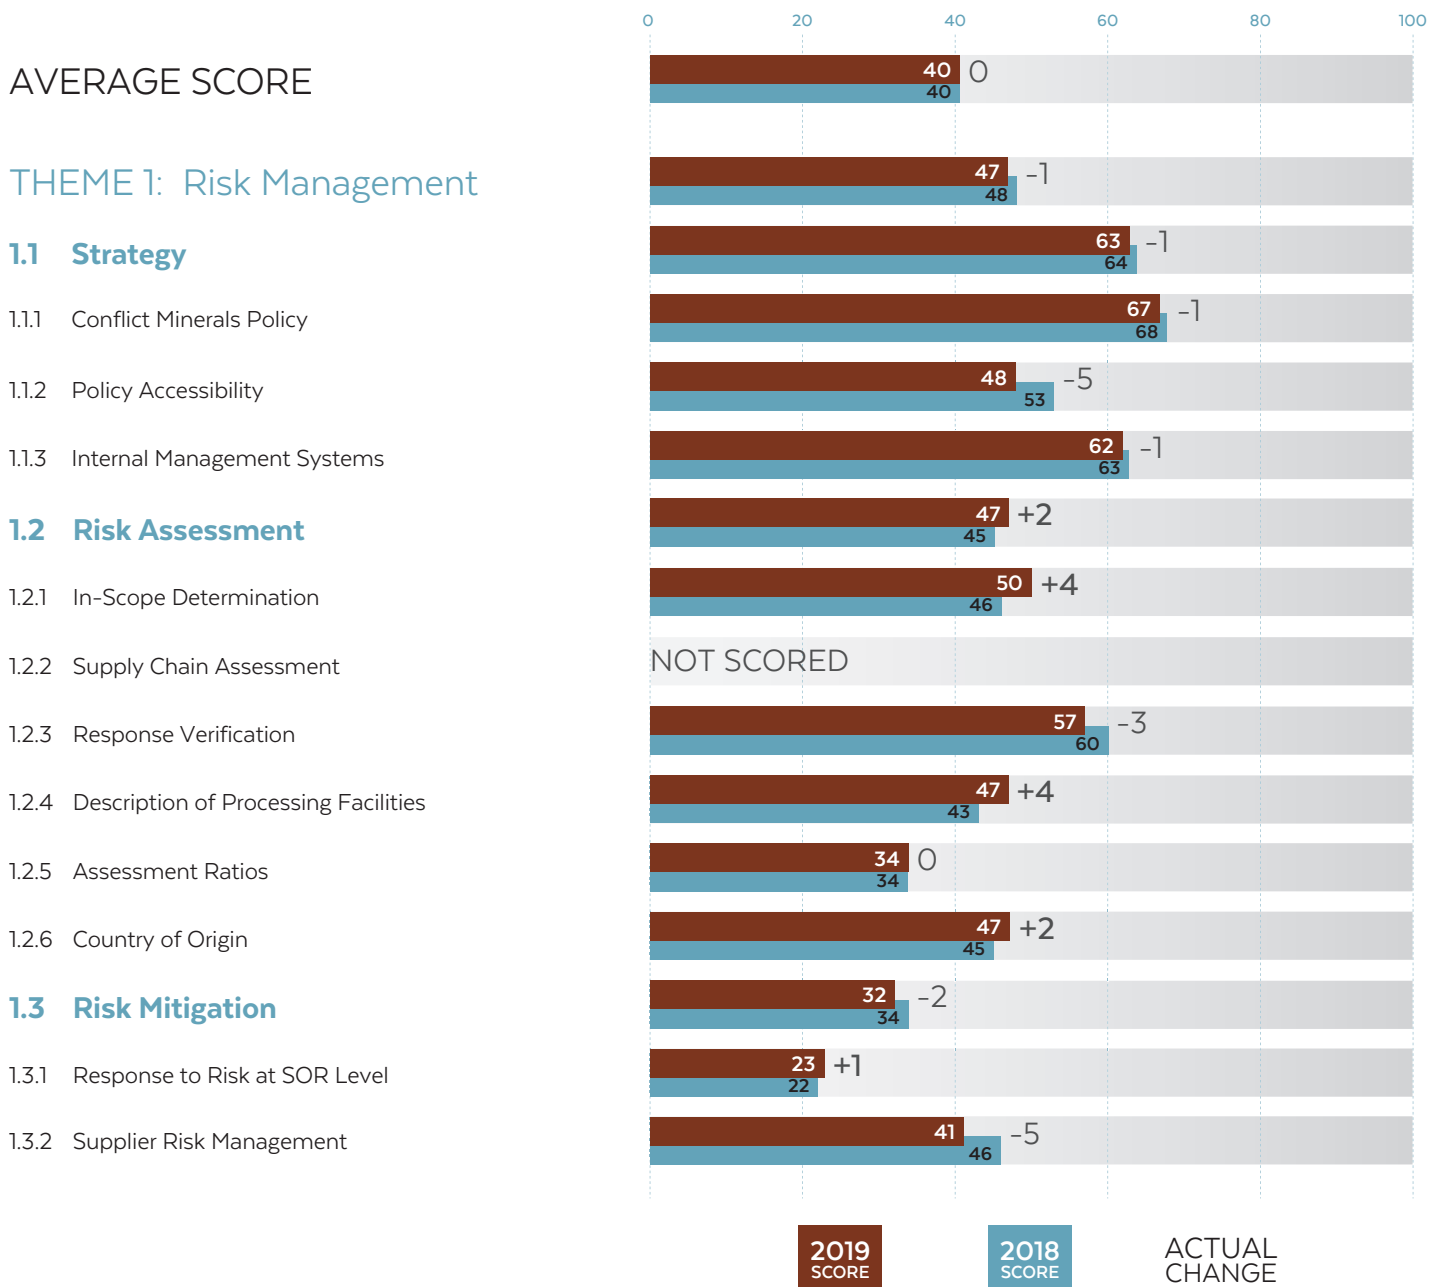 0 20 40 60 80 100
AVERAGE SCORE 40 0
40
THEME 1: Risk Management 47 -1
48
1.1 Strategy 63 -1
64
1.1.1 Conflict Minerals Policy 67 -1
68
1.1.2 Policy Accessibility 48 -5
53
1.1.3 Internal Management Systems 62 -1
63
1.2 Risk Assessment 47 +2
45
1.2.1 In-Scope Determination 50 +4
46
1.2.2 Supply Chain Assessment NOT SCORED
1.2.3 Response Verification 57 -3
60
1.2.4 Description of Processing Facilities 47 +4
43
1.2.5 Assessment Ratios 34 0
34
1.2.6 Country of Origin 47 +2
45
1.3 Risk Mitigation 32 -2
34
1.3.1 Response to Risk at SOR Level 23 +1
22
1.3.2 Supplier Risk Management 41 -5
46
2019 2018 ACTUAL
SCORE SCORE CHANGE